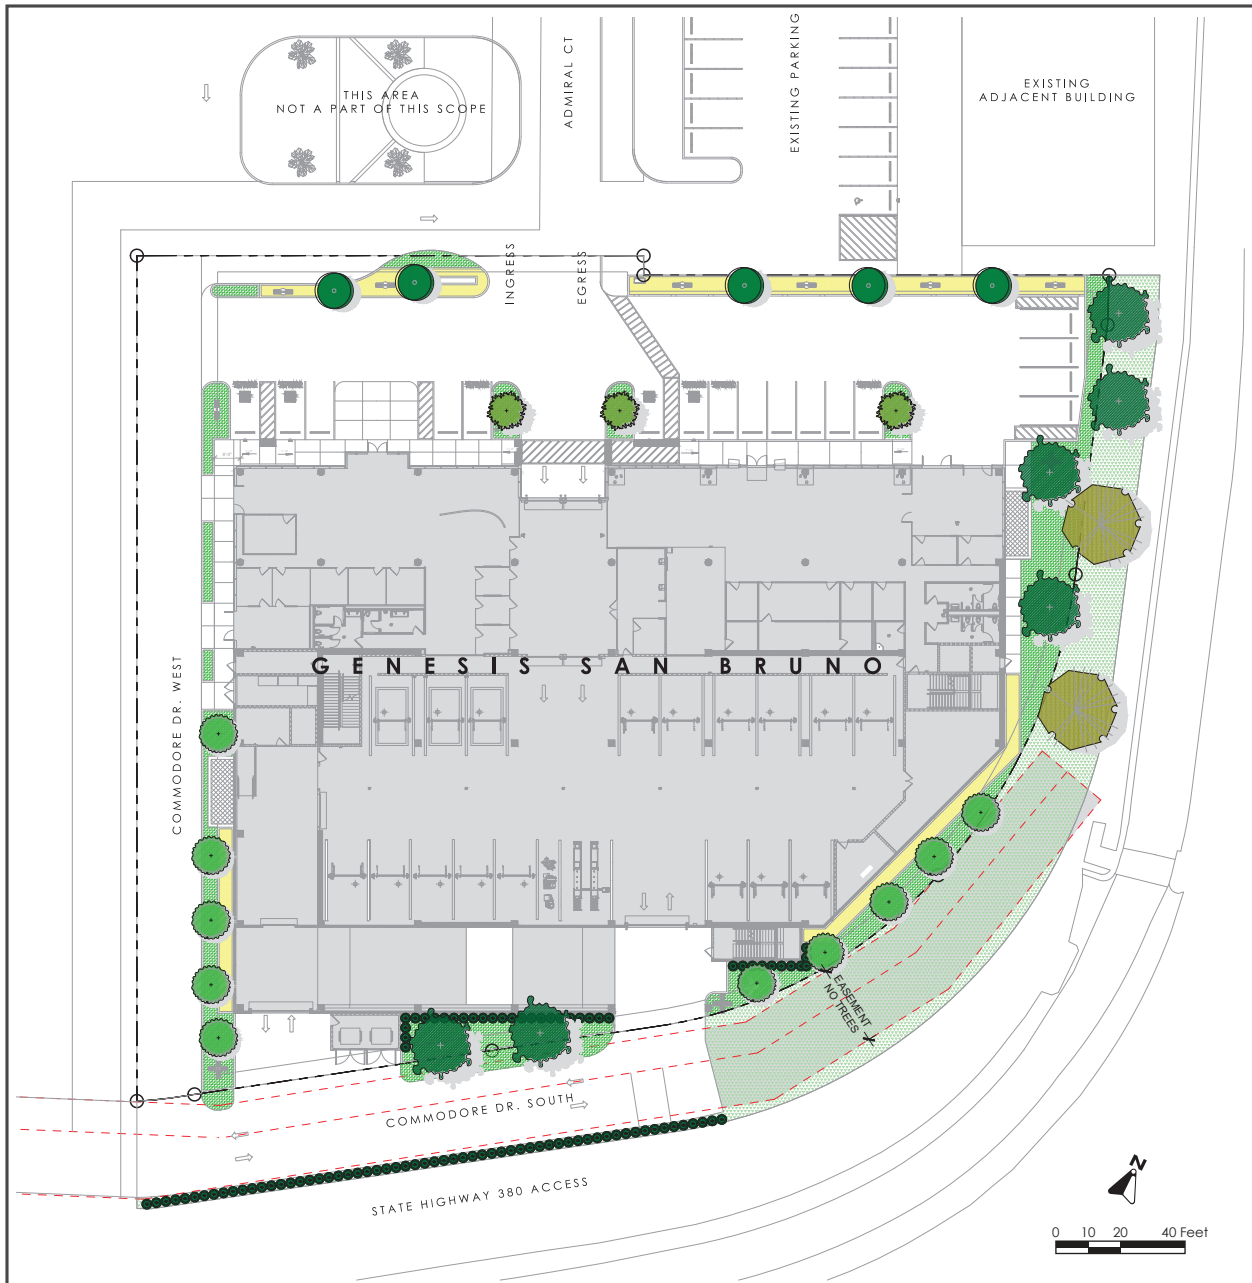 ADMIRAL CT
EXISTING PARKING
THIS AREA
NOT A PART OF THIS SCOPE
EXISTING
ADJACENT BUILDING
INGRESS
EGRESS
COMMODORE DR. WEST
GENESIS SAN BRUNO
EASEMENT
NO TREES
COMMODORE DR. SOUTH
STATE HIGHWAY 380 ACCESS
N
0 10 20 40 Feet